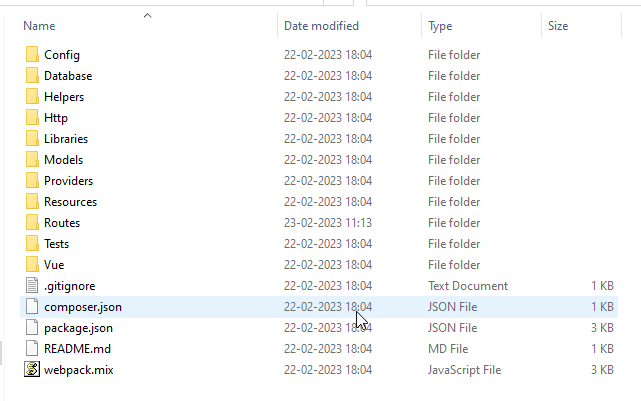 Name Date modified Type Size
Config 22-02-2023 18:04 File folder
Database 22-02-2023 18:04 File folder
Helpers 22-02-2023 18:04 File folder
Http 22-02-2023 18:04 File folder
Libraries 22-02-2023 18:04 File folder
Models 22-02-2023 18:04 File folder
Providers 22-02-2023 18:04 File folder
Resources 22-02-2023 18:04 File folder
Routes 23-02-2023 11:13 File folder
Tests 22-02-2023 18:04 File folder
Vue 22-02-2023 18:04 File folder
.gitignore 22-02-2023 18:04 Text Document 1 KB
composer.json 22-02-2023 18:04 JSON File 1 KB
package.json 22-02-2023 18:04 JSON File 3 KB
README.md 22-02-2023 18:04 MD File 1 KB
webpack.mix 22-02-2023 18:04 JavaScript File 3 KB